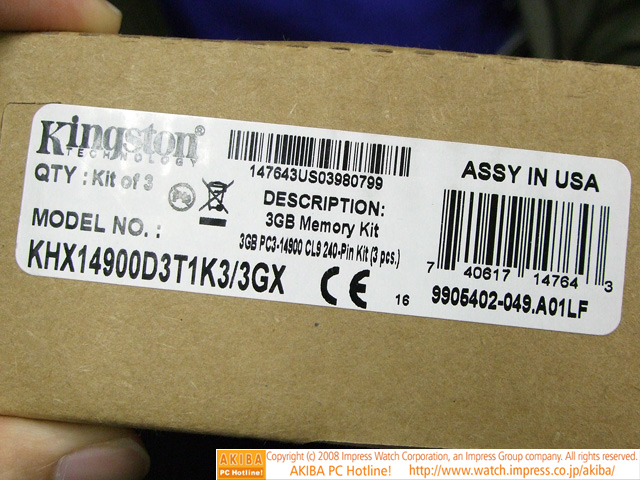 Kingston®
TECHNOLOGY
QTY : Kit of 3
MODEL NO. :
KHX14900D3T1K3/3GX
147643US03980799
DESCRIPTION:
3GB Memory Kit
3GB PC3-14900 CL9 240-Pin Kit (3 pcs.)
CE
16
ASSY IN USA
7 40617 14764 3
9905402-049.A01LF
AKIBA
PC Hotline!
Copyright (c) 2008 Impress Watch Corporation, an Impress Group company. All rights reserved.
AKIBA PC Hotline! http://www.watch.impress.co.jp/akiba/